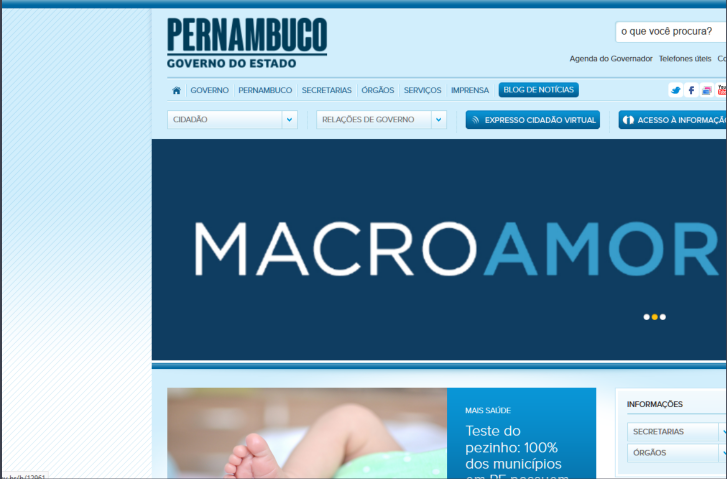 PERNAMBUCO
GOVERNO DO ESTADO
o que você procura?
Agenda do Governador Telefones úteis Co
GOVERNO PERNAMBUCO SECRETARIAS ÓRGÃOS SERVIÇOS IMPRENSA BLOG DE NOTÍCIAS
CIDADÃO RELAÇÕES DE GOVERNO EXPRESSO CIDADÃO VIRTUAL ACESSO À INFORMAÇÃ
MACROAMOR
MAIS SAÚDE
Teste do
pezinho: 100%
dos municípios
em PE possuem
INFORMAÇÕES
SECRETARIAS
ÓRGÃOS